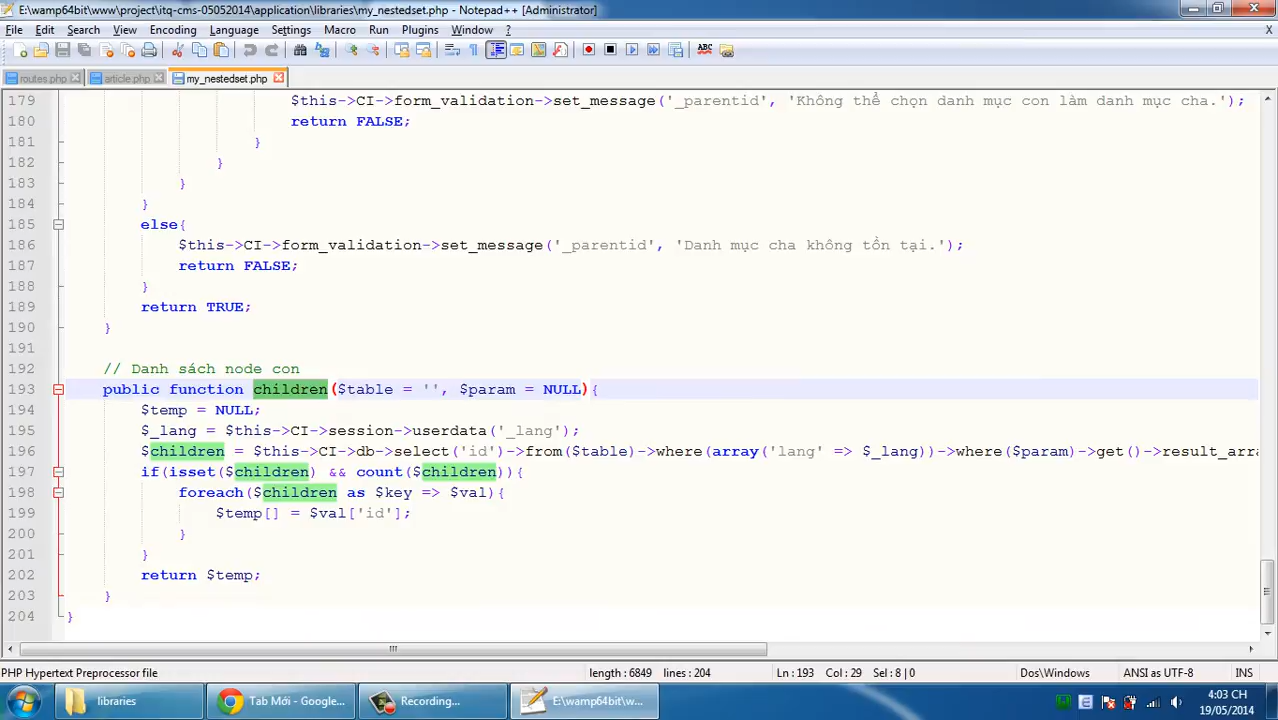 E:\wamp64bit\www\project\itq-cms-05052014\application\libraries\my_nestedset.php - Notepad++ [Administrator]
File Edit Search View Encoding Language Settings Macro Run Plugins Window ? X
routes.php article.php my_nestedset.php
179 $this->CI->form_validation->set_message('_parentid', 'Không thể chọn danh mục con làm danh mục cha.');
180 return FALSE;
181 }
182 }
183 }
184 }
185 else{
186 $this->CI->form_validation->set_message('_parentid', 'Danh mục cha không tồn tại.');
187 return FALSE;
188 }
189 return TRUE;
190 }
191
192 // Danh sách node con
193 public function children($table = '', $param = NULL){
194 $temp = NULL;
195 $_lang = $this->CI->session->userdata('_lang');
196 $children = $this->CI->db->select('id')->from($table)->where(array('lang' => $_lang))->where($param)->get()->result_arra
197 if(isset($children) && count($children)){
198 foreach($children as $key => $val){
199 $temp[] = $val['id'];
200 }
201 }
202 return $temp;
203 }
204 }
PHP Hypertext Preprocessor file length : 6849 lines : 204 Ln : 193 Col : 29 Sel : 8 | 0 Dos\Windows ANSI as UTF-8 INS
libraries Tab Mới - Google... Recording... E:\wamp64bit\w... 4:03 CH
19/05/2014